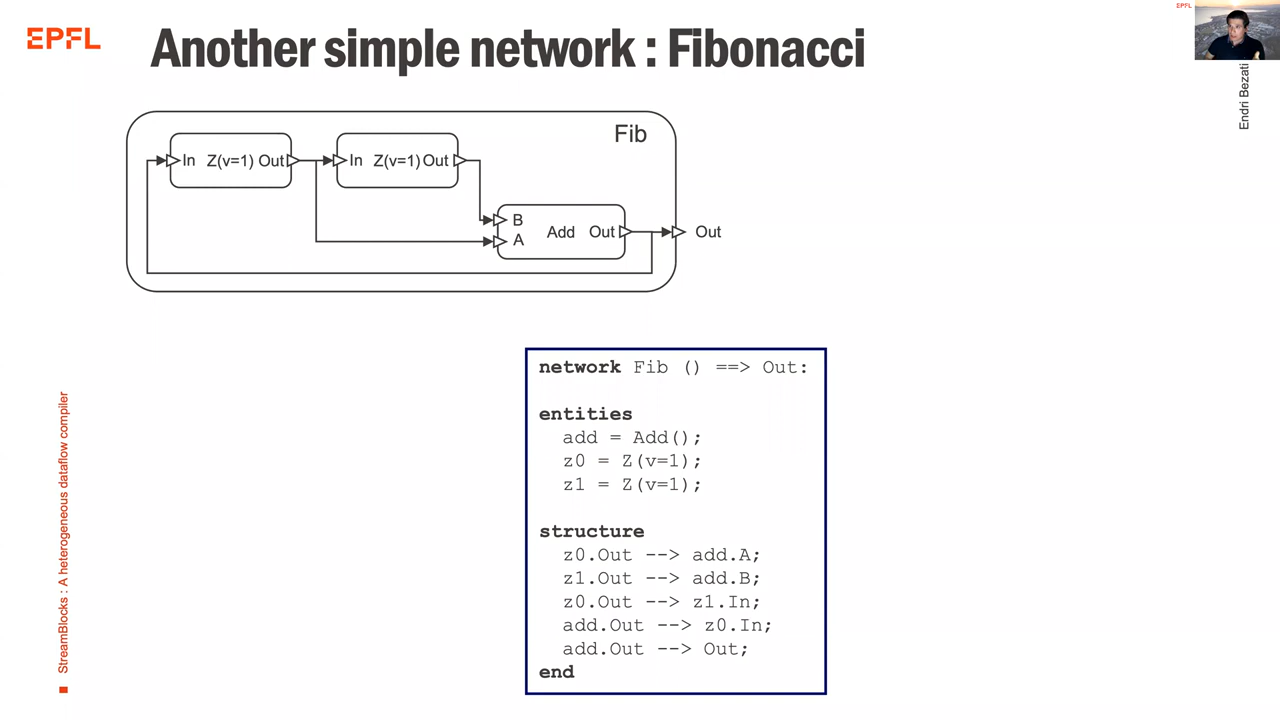 EPFL
Another simple network : Fibonacci
EPFL
Endri Bezati
Fib
In Z(v=1) Out
In Z(v=1) Out
B
A
Add Out
Out
network Fib () ==> Out:
entities
add = Add();
z0 = Z(v=1);
z1 = Z(v=1);
structure
z0.Out --> add.A;
z1.Out --> add.B;
z0.Out --> z1.In;
add.Out --> z0.In;
add.Out --> Out;
end
StreamBlocks : A heterogeneous dataflow compiler